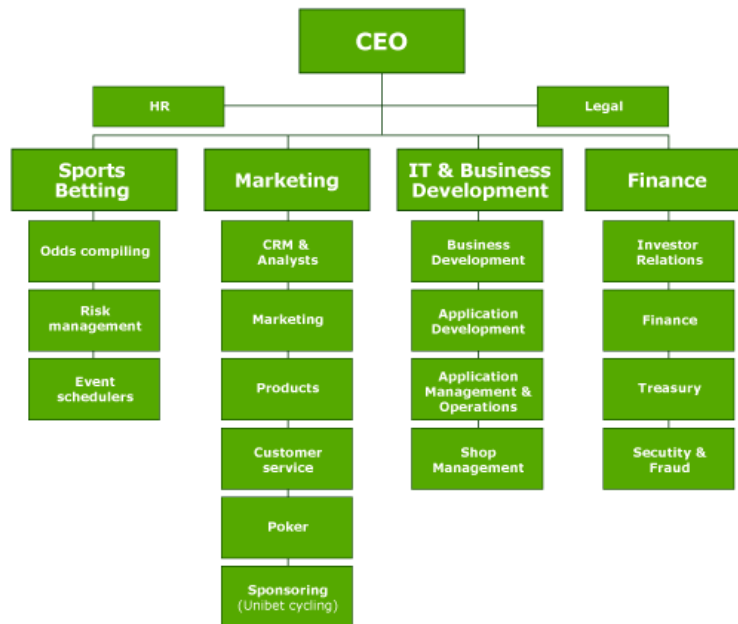 CEO
HR
Legal
Sports
Betting
Marketing
IT & Business
Development
Finance
Odds compiling
Risk
management
Event
schedulers
CRM &
Analysts
Marketing
Products
Customer
service
Poker
Sponsoring
(Unibet cycling)
Business
Development
Application
Development
Application
Management &
Operations
Shop
Management
Investor
Relations
Finance
Treasury
Secutity &
Fraud